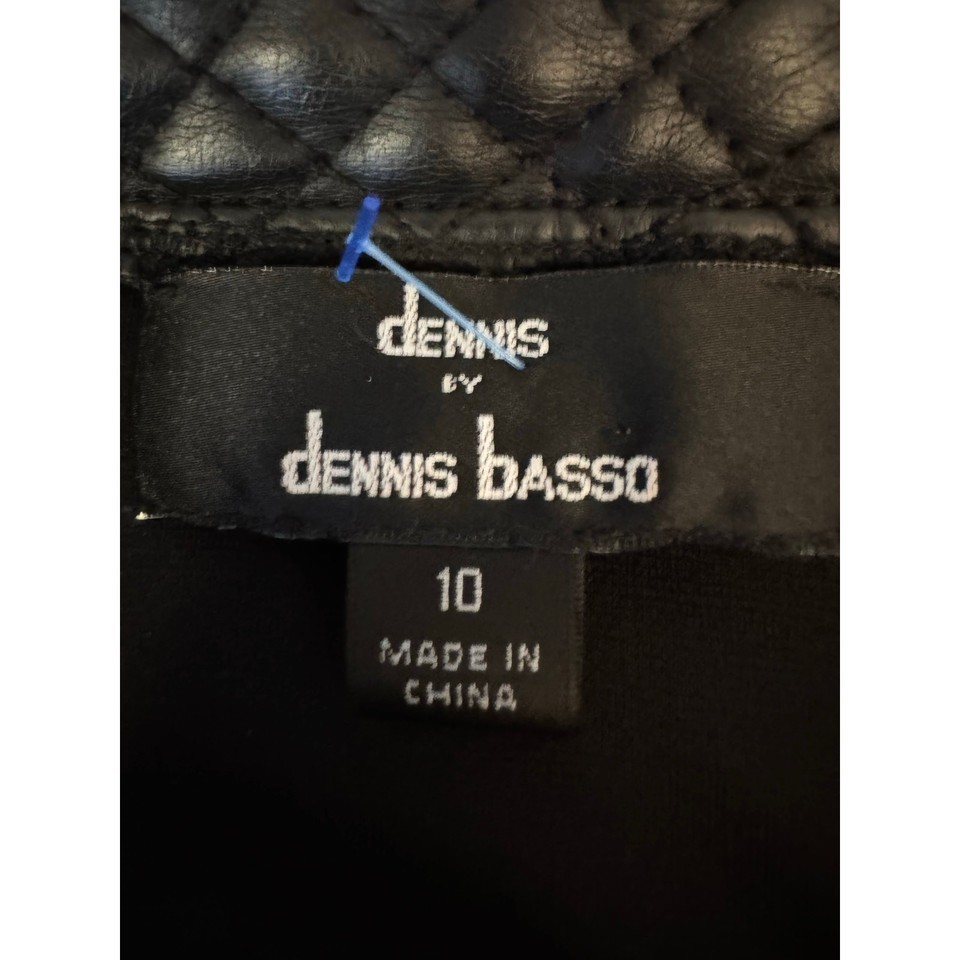 dENNIS
BY
dENNIS bASSO
10
MADE IN
CHINA